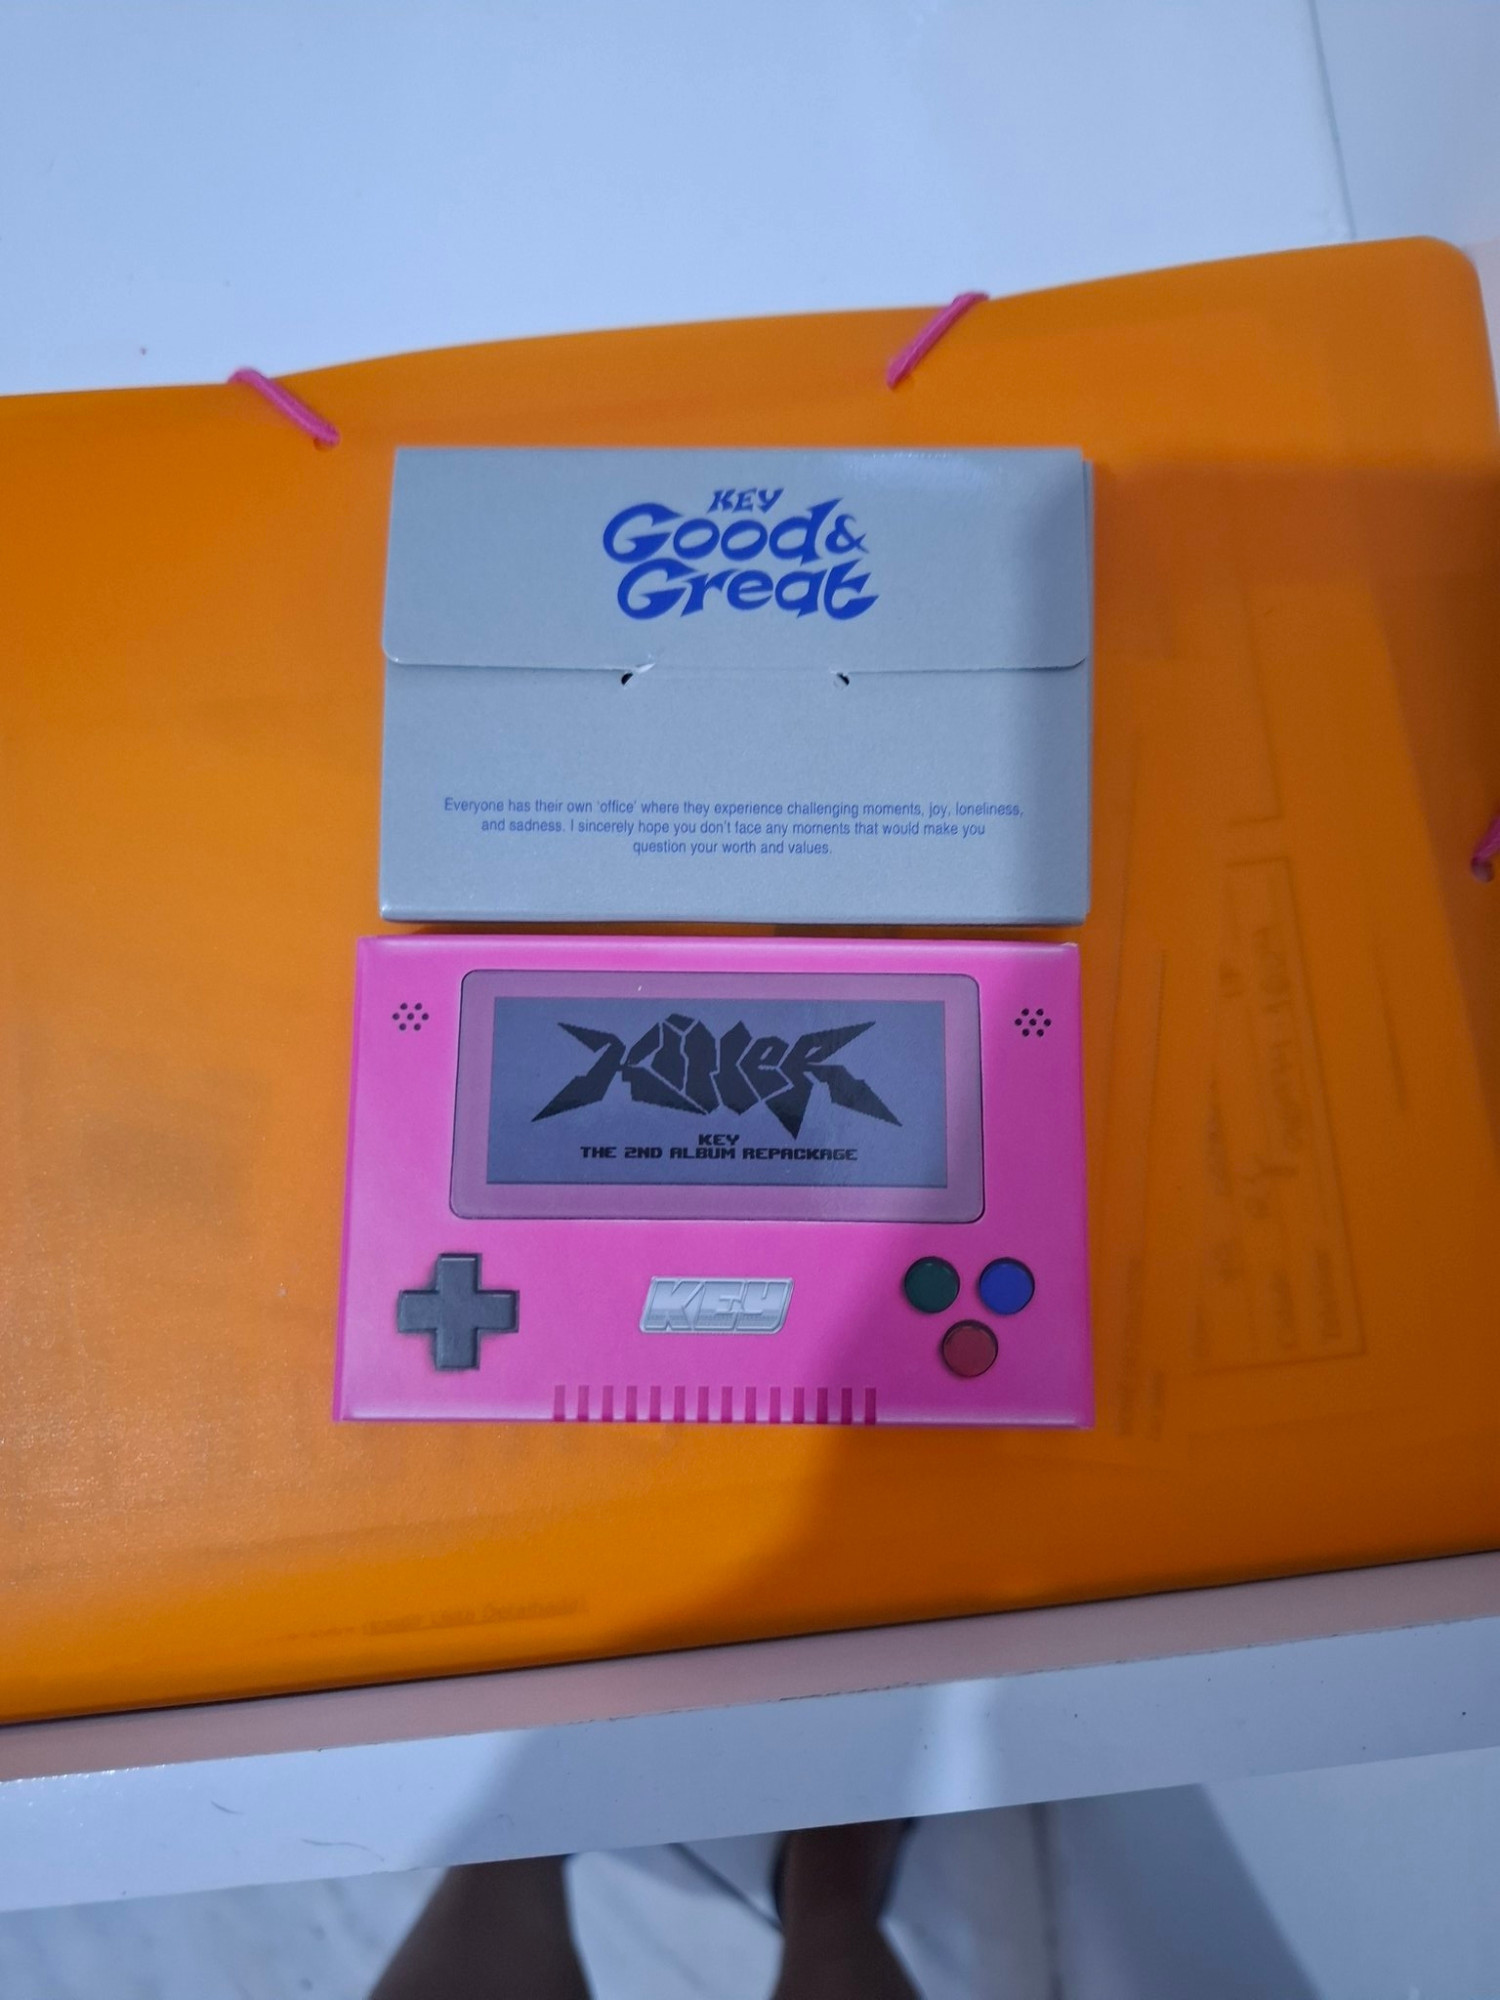 KEY
Good &
Great
Everyone has their own 'office' where they experience challenging moments, joy, loneliness,
and sadness. I sincerely hope you don't face any moments that would make you
question your worth and values.
Killer
KEY
THE 2ND ALBUM REPACKAGE
KEY